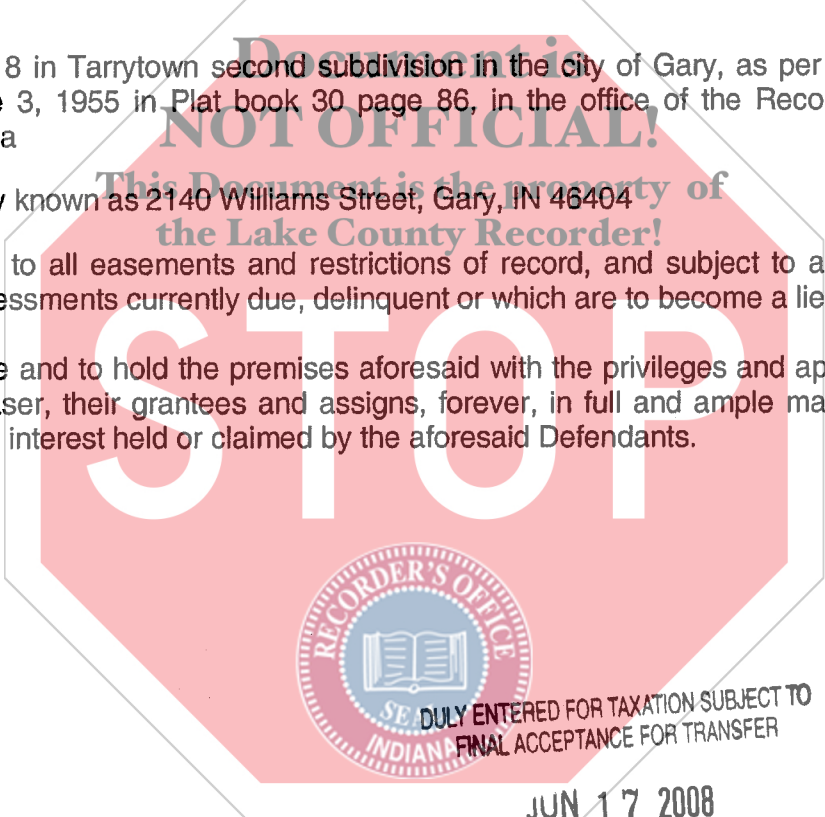 Document is
8 in Tarrytown second subdivision in the city of Gary, as per
3, 1955 in Plat book 30 page 86, in the office of the Reco
NOT OFFICIAL!
a
This Document is the property of
y known as 2140 Williams Street, Gary, IN 46404
the Lake County Recorder!
to all easements and restrictions of record, and subject to a
essments currently due, delinquent or which are to become a lie
STOP
e and to hold the premises aforesaid with the privileges and ap
ser, their grantees and assigns, forever, in full and ample ma
interest held or claimed by the aforesaid Defendants.
RECORDER'S OFFICE
SEAL
INDIANA
DULY ENTERED FOR TAXATION SUBJECT TO
FINAL ACCEPTANCE FOR TRANSFER
JUN 17 2008